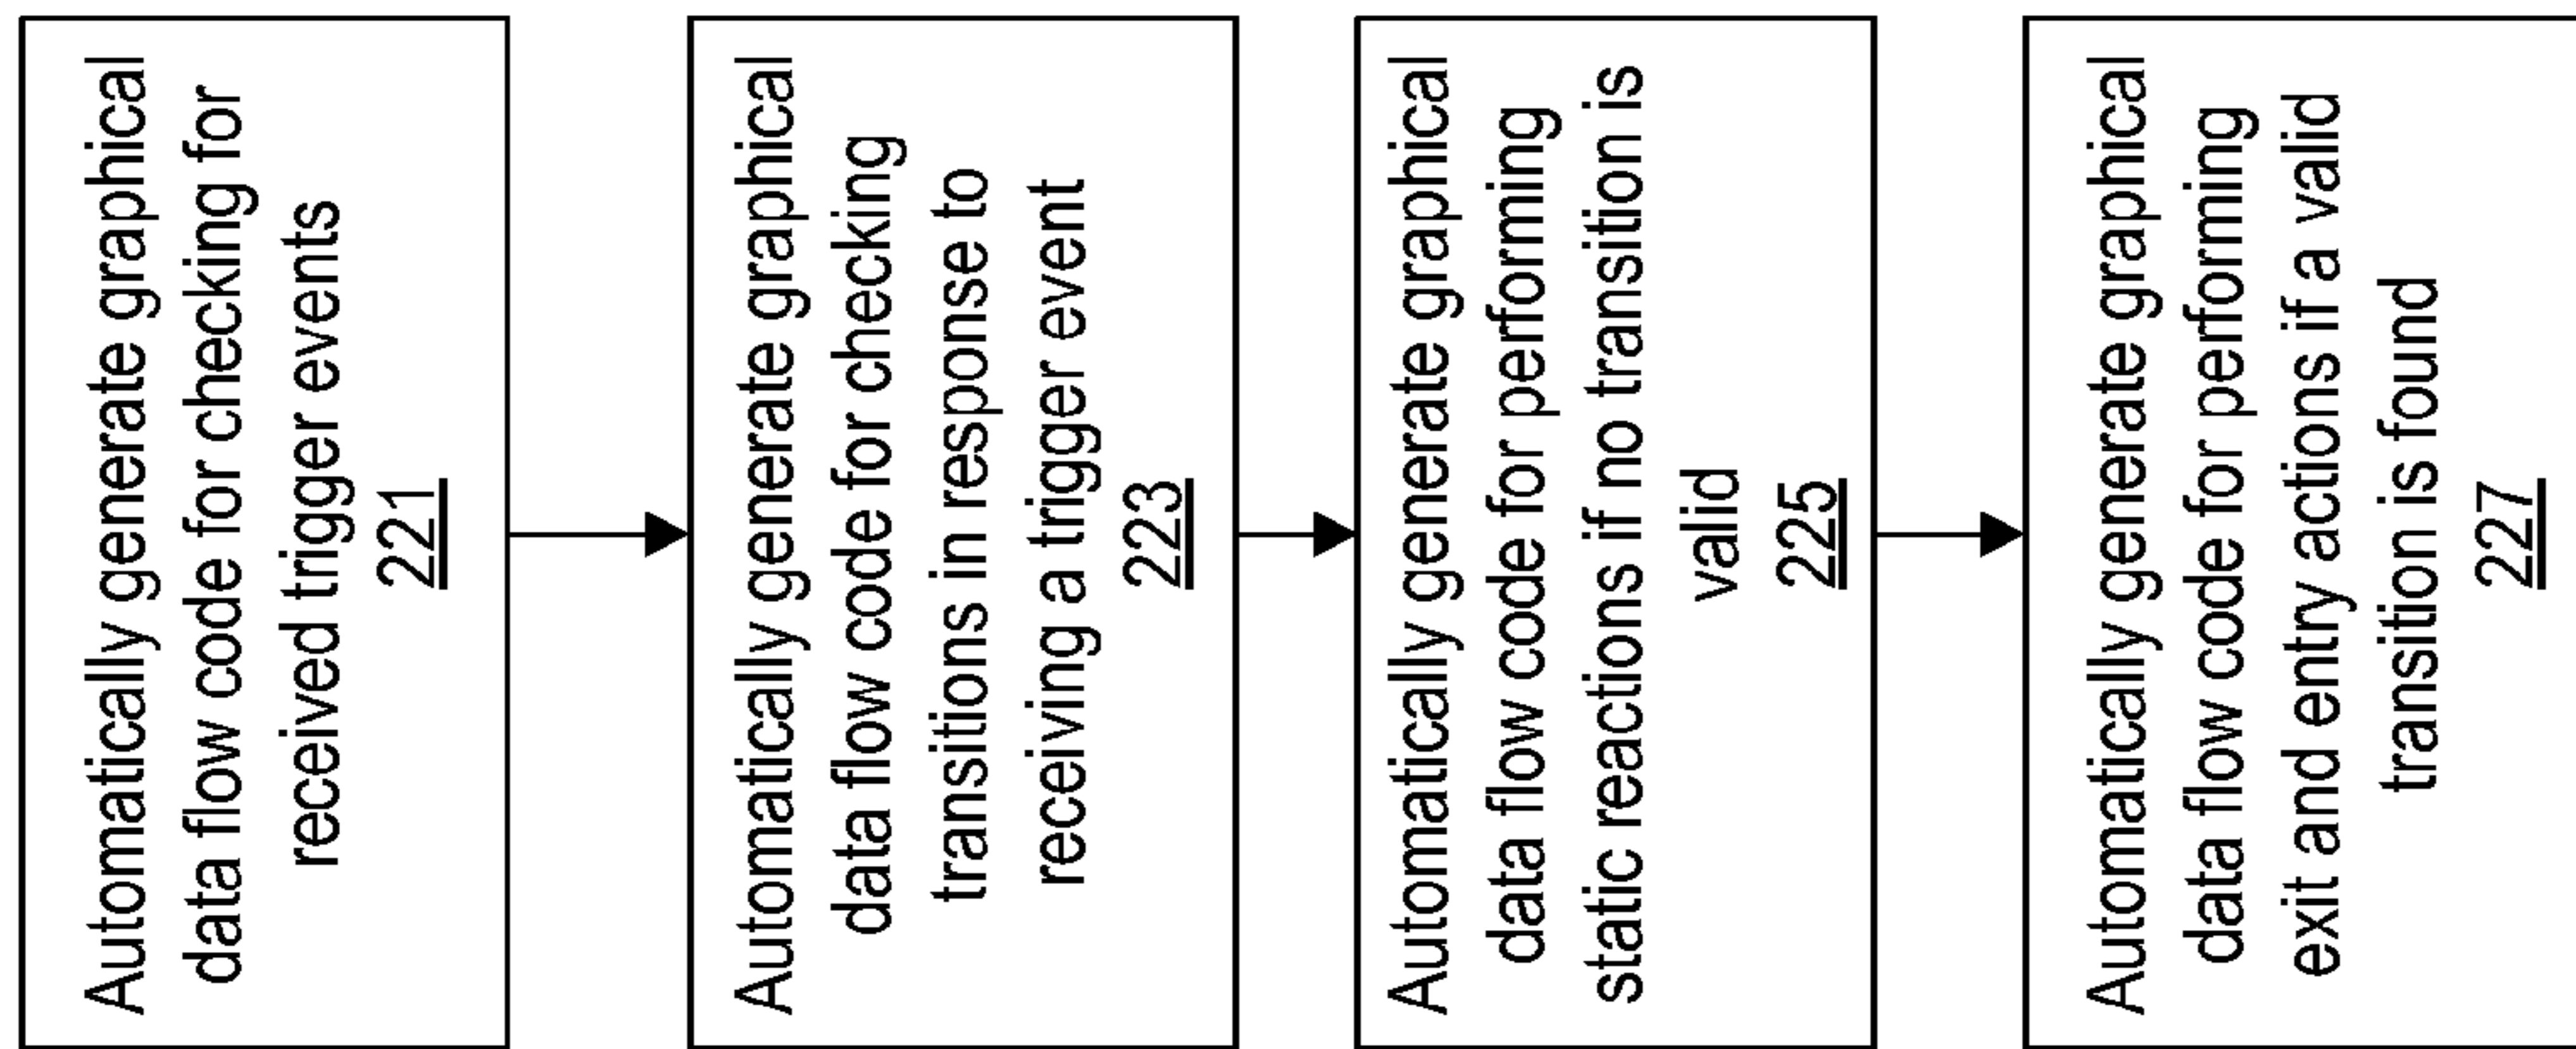 Automatically generate graphical
data flow code for checking for
received trigger events
221
Automatically generate graphical
data flow code for checking
transitions in response to
receiving a trigger event
223
Automatically generate graphical
data flow code for performing
static reactions if no transition is
valid
225
Automatically generate graphical
data flow code for performing
exit and entry actions if a valid
transition is found
227